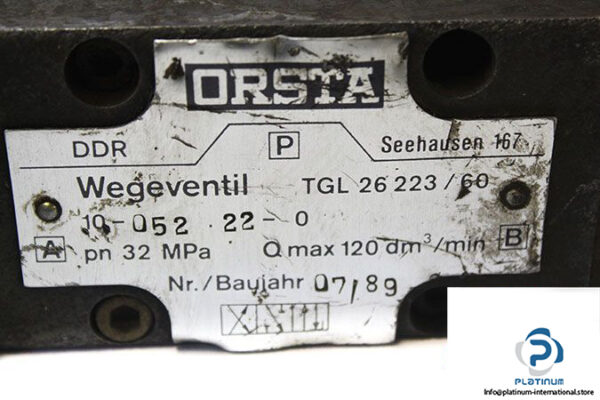 ORSTA
DDR P Seehausen 167
Wegeventil TGL 26 223/60
10-052 22-0
A pn 32 MPa Q max 120 dm³/min B
Nr./Baujahr 07/89
PLATINUM
Info@platinum-international.store